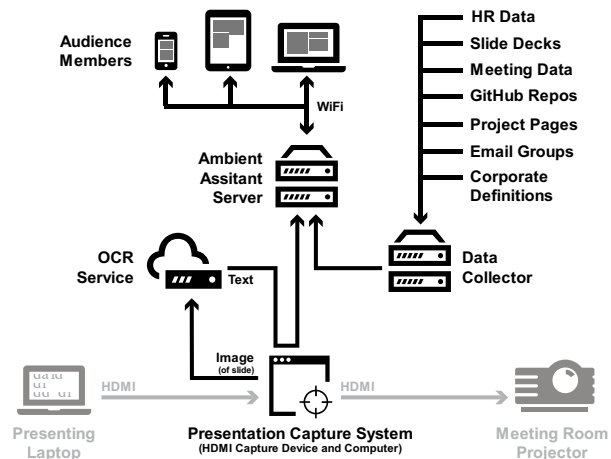 Audience
Members
WiFi
HR Data
Slide Decks
Meeting Data
GitHub Repos
Project Pages
Email Groups
Corporate
Definitions
Ambient
Assitant
Server
OCR
Service
Text
Data
Collector
Image
(of slide)
HDMI
HDMI
Presenting
Laptop
Presentation Capture System
(HDMI Capture Device and Computer)
Meeting Room
Projector